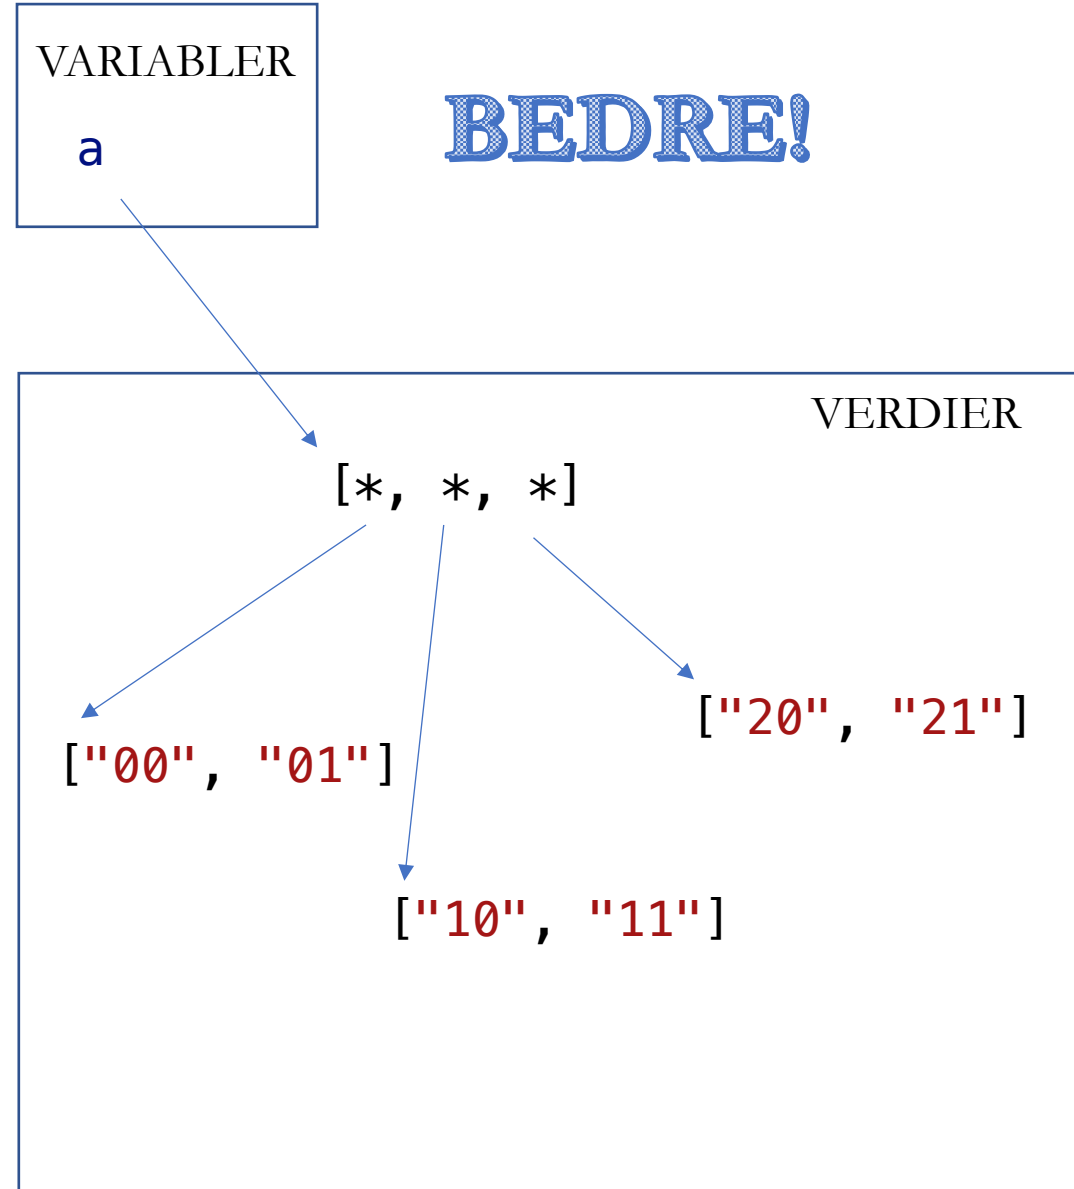 VARIABLER
BEDRE!
a
VERDIER
[*, *, *]
["20", "21"]
["00", "01"]
["10", "11"]